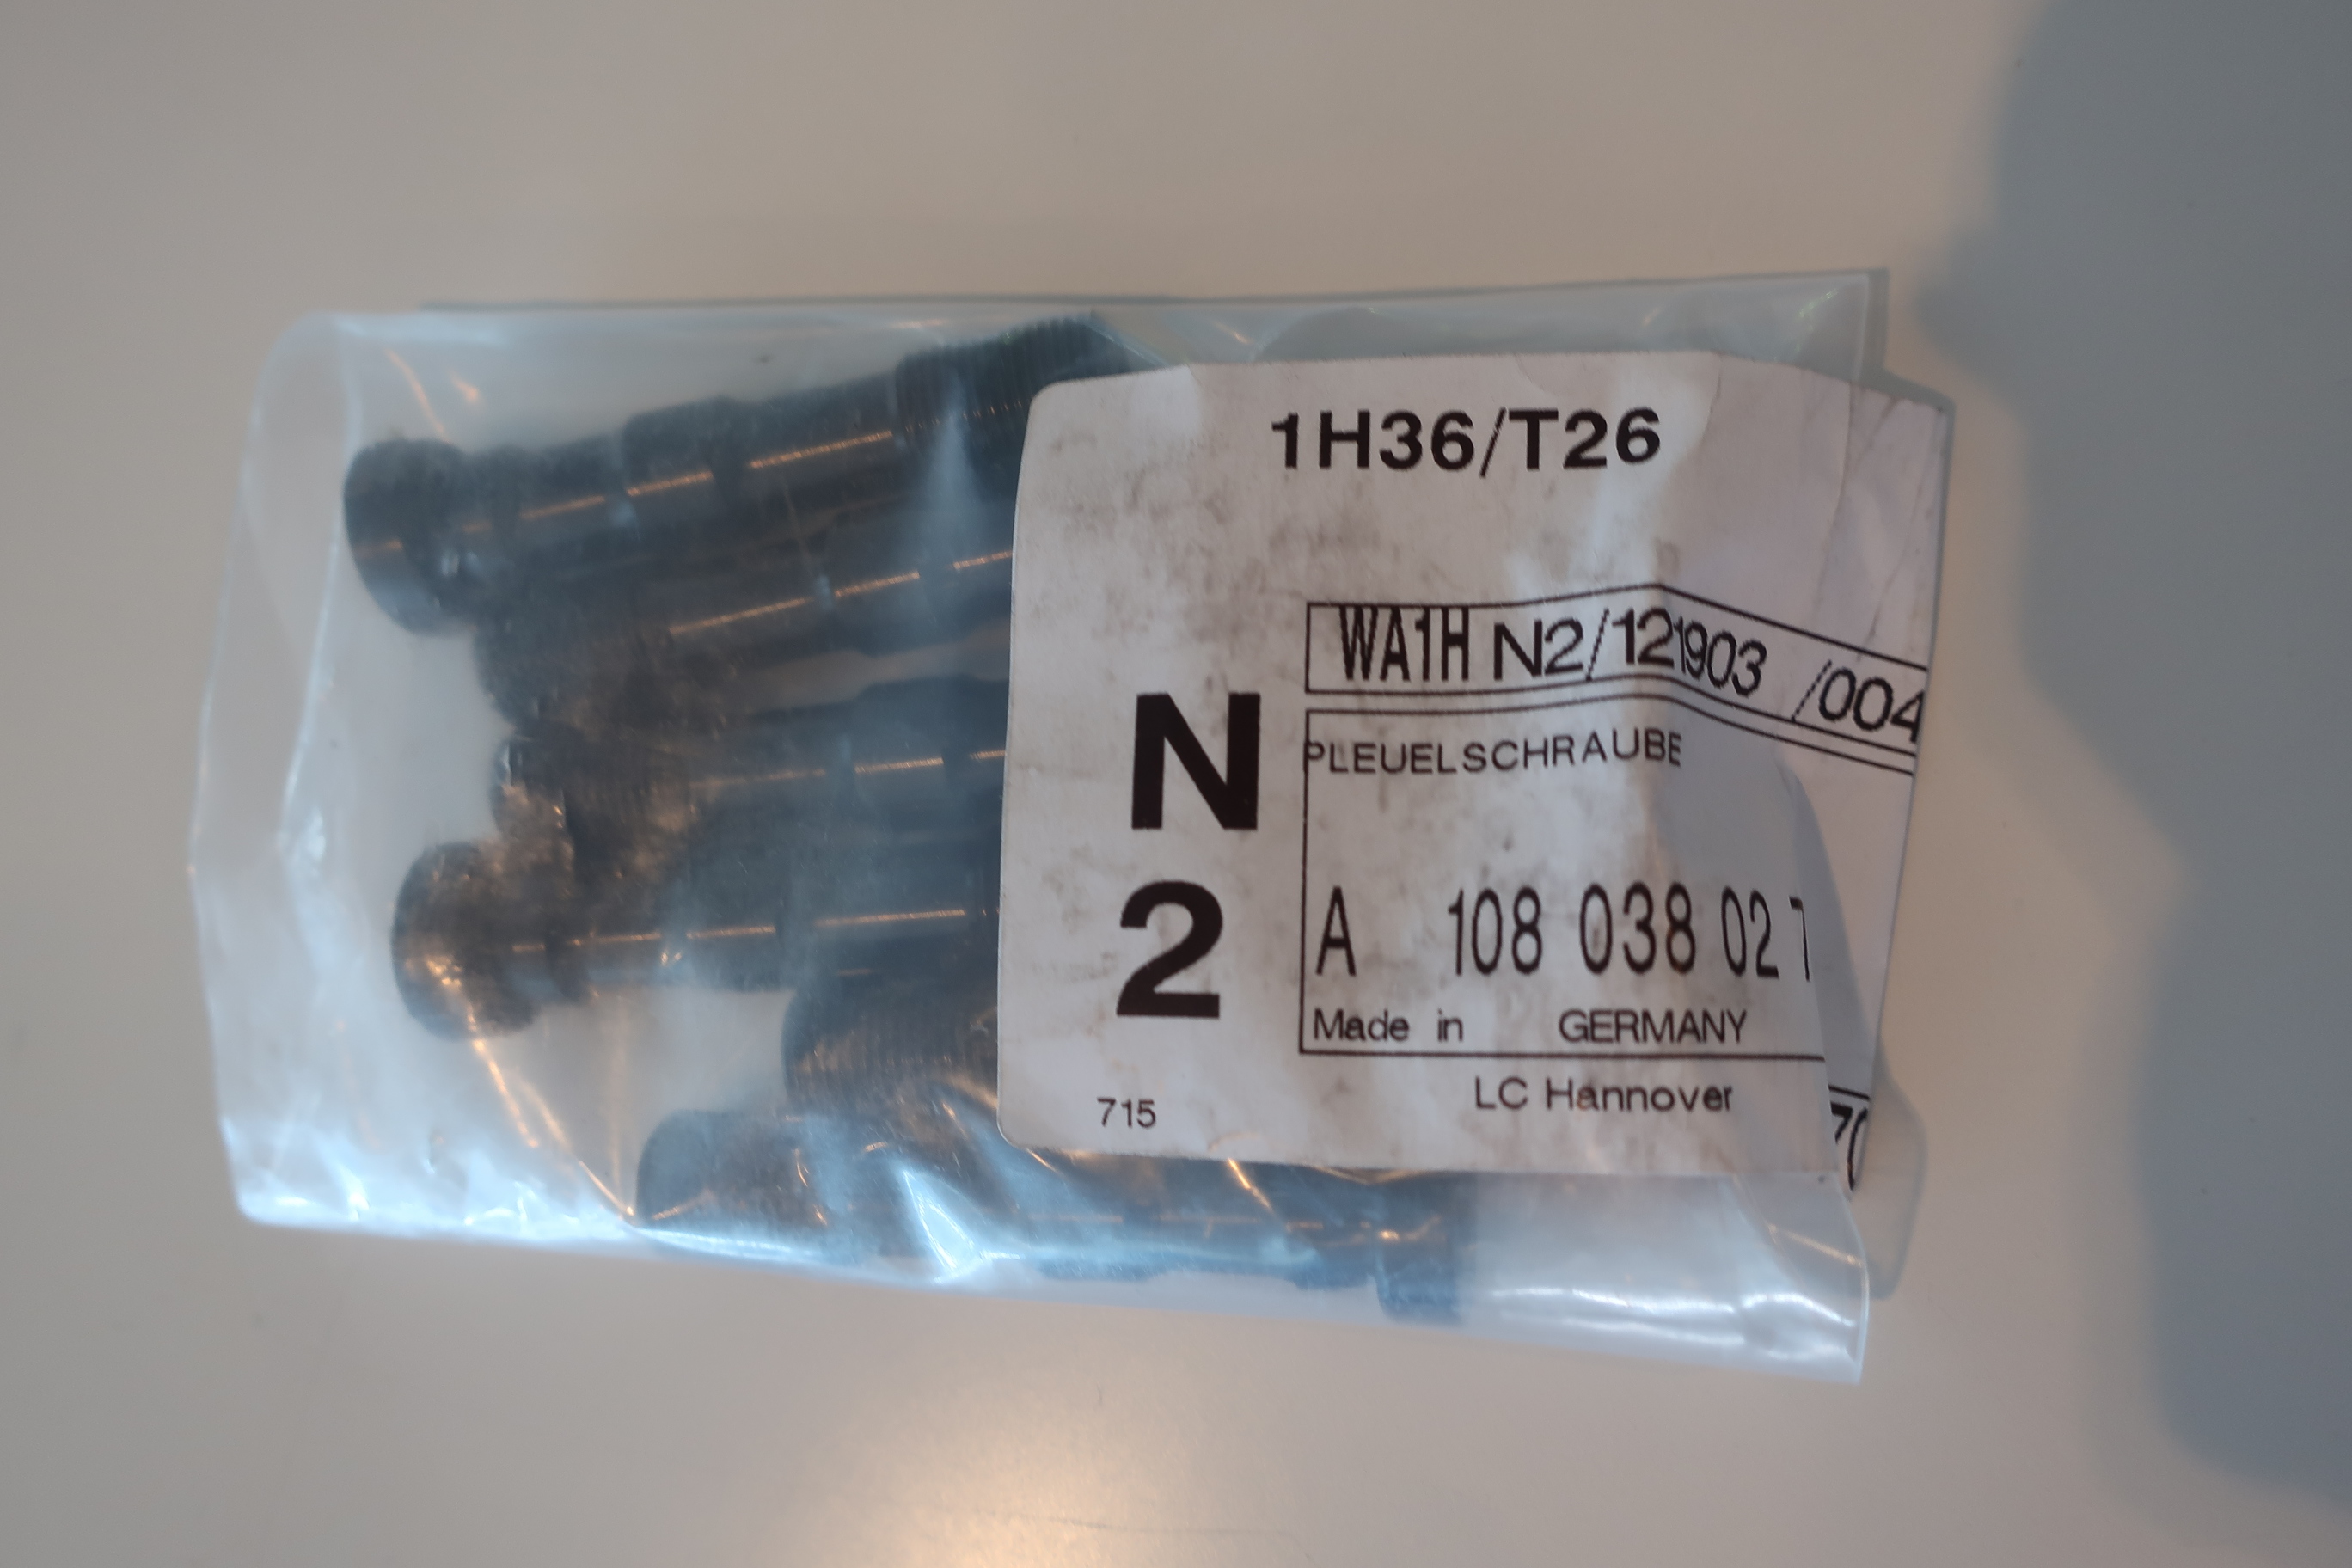 1H36/T26
WA1H N2/121903 /004
N
2
PLEUELSCHRAUBE
A 108 038 02
Made in GERMANY
LC Hannover
715